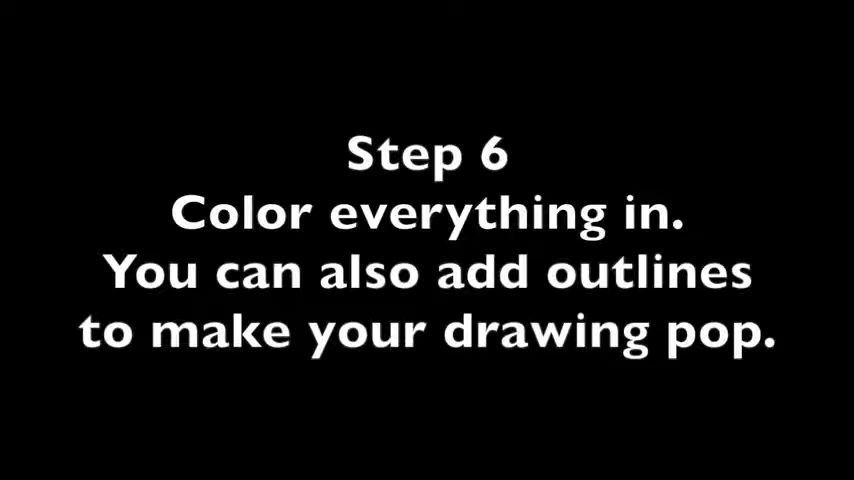 Step 6
Color everything in.
You can also add outlines
to make your drawing pop.